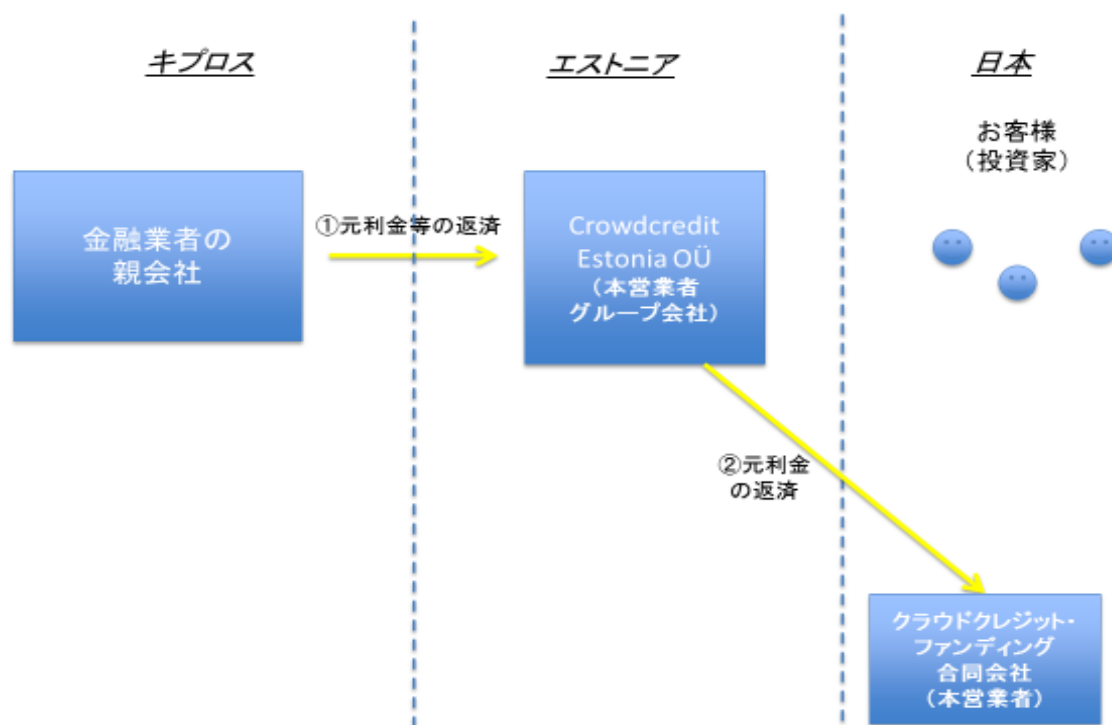 キプロス
エストニア
日本
お客様
（投資家）
金融業者の
親会社
①元利金等の返済
Crowdcredit
Estonia OÜ
（本営業者
グループ会社）
②元利金
の返済
クラウドクレジット・
ファンディング
合同会社
（本営業者）